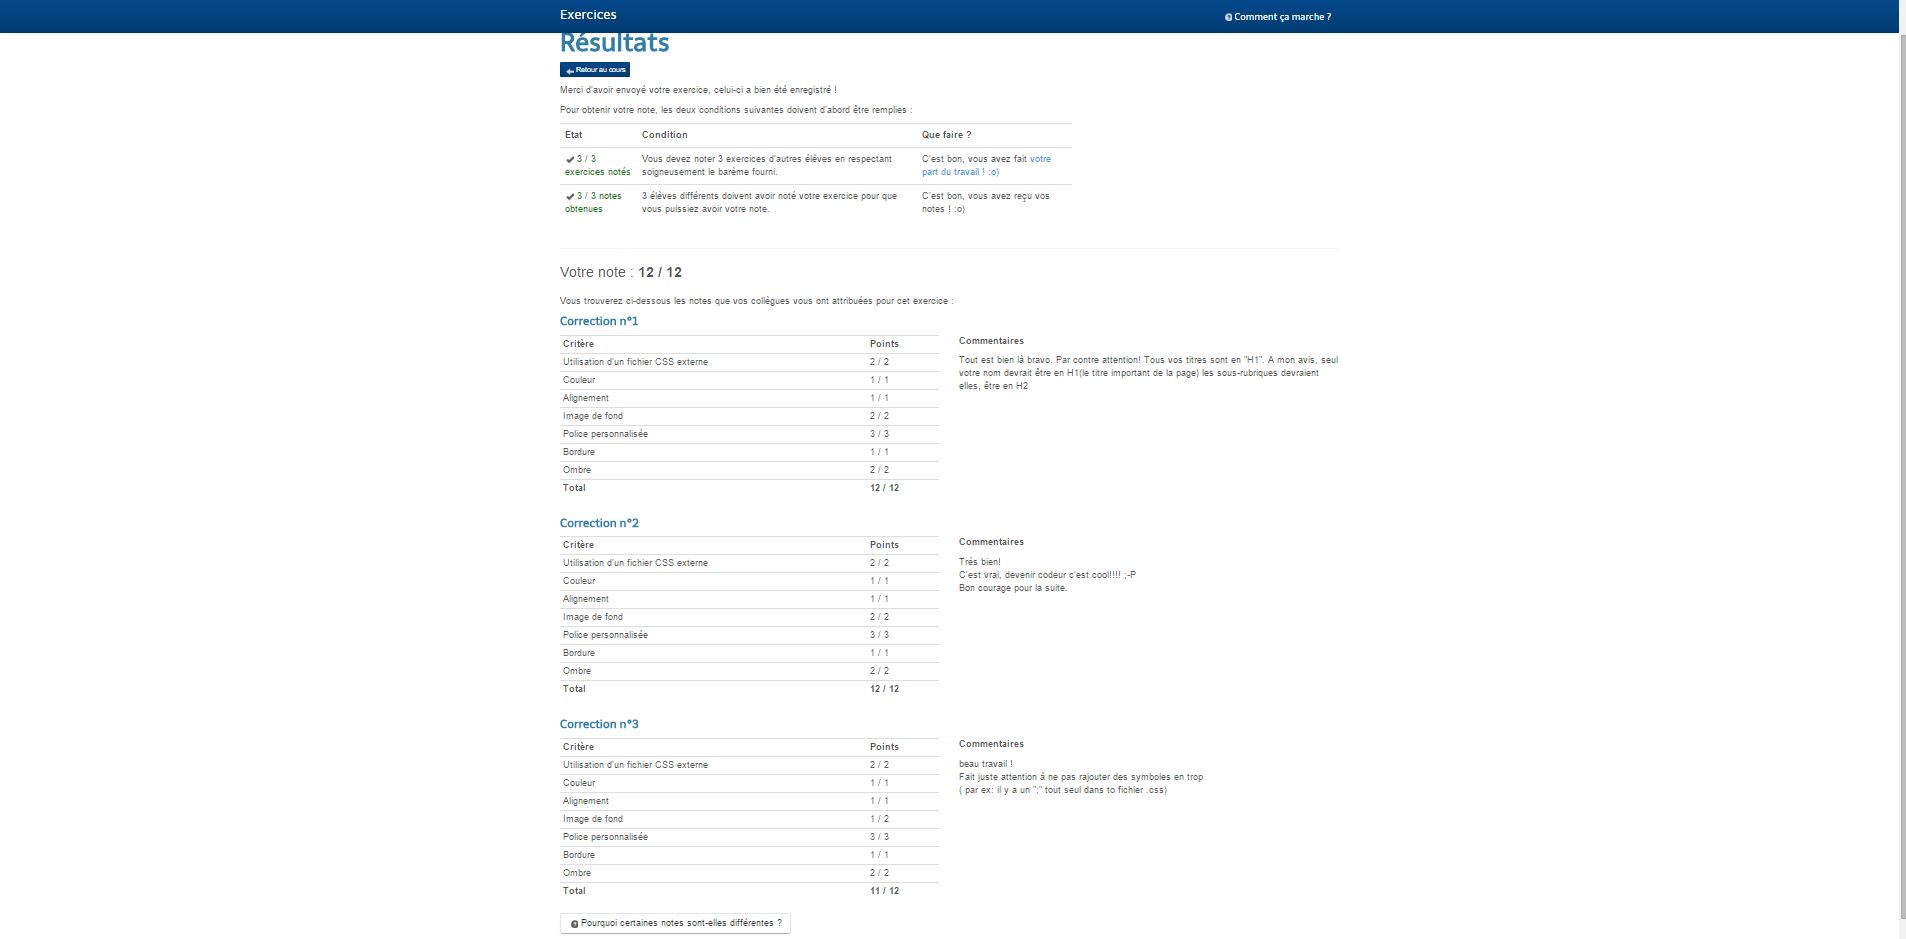 Exercices
Comment ça marche ?
Résultats
Retour au cours
Merci d'avoir envoyé votre exercice, celui-ci a bien été enregistré !
Pour obtenir votre note, les deux conditions suivantes doivent d'abord être remplies :
Etat Condition Que faire ?
3 / 3 Vous devez noter 3 exercices d'autres élèves en respectant C'est bon, vous avez fait votre
exercices notés soigneusement le barème fourni. part du travail ! :o)
3 / 3 notes 3 élèves différents doivent avoir noté votre exercice pour que C'est bon, vous avez reçu vos
obtenues vous puissiez avoir votre note. notes ! :o)
Votre note : 12 / 12
Vous trouverez ci-dessous les notes que vos collègues vous ont attribuées pour cet exercice :
Correction n°1
Critère Points
Utilisation d'un fichier CSS externe 2 / 2
Couleur 1 / 1
Alignement 1 / 1
Image de fond 2 / 2
Police personnalisée 3 / 3
Bordure 1 / 1
Ombre 2 / 2
Total 12 / 12
Commentaires
Tout est bien là bravo. Par contre attention! Tous vos titres sont en "H1". A mon avis, seul
votre nom devrait être en H1(le titre important de la page) les sous-rubriques devraient
elles, être en H2
Correction n°2
Critère Points
Utilisation d'un fichier CSS externe 2 / 2
Couleur 1 / 1
Alignement 1 / 1
Image de fond 2 / 2
Police personnalisée 3 / 3
Bordure 1 / 1
Ombre 2 / 2
Total 12 / 12
Commentaires
Très bien!
C'est vrai, devenir codeur c'est cool!!!! ;-P
Bon courage pour la suite.
Correction n°3
Critère Points
Utilisation d'un fichier CSS externe 2 / 2
Couleur 1 / 1
Alignement 1 / 1
Image de fond 1 / 2
Police personnalisée 3 / 3
Bordure 1 / 1
Ombre 2 / 2
Total 11 / 12
Commentaires
beau travail !
Fait juste attention à ne pas rajouter des symboles en trop
( par ex: il y a un ";" tout seul dans to fichier .css)
Pourquoi certaines notes sont-elles différentes ?